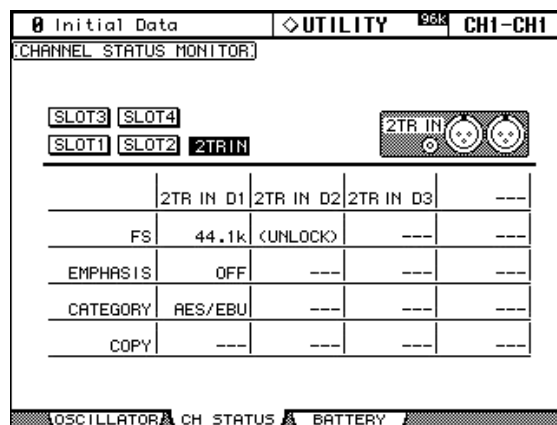 0 Initial Data ◇UTILITY 96k CH1-CH1
CHANNEL STATUS MONITOR
SLOT3 SLOT4
SLOT1 SLOT2 2TRIN
2TR IN
2TR IN D1 2TR IN D2 2TR IN D3 ---
FS 44.1k (UNLOCK) --- ---
EMPHASIS OFF --- --- ---
CATEGORY AES/EBU --- --- ---
COPY --- --- --- ---
OSCILLATOR CH STATUS BATTERY